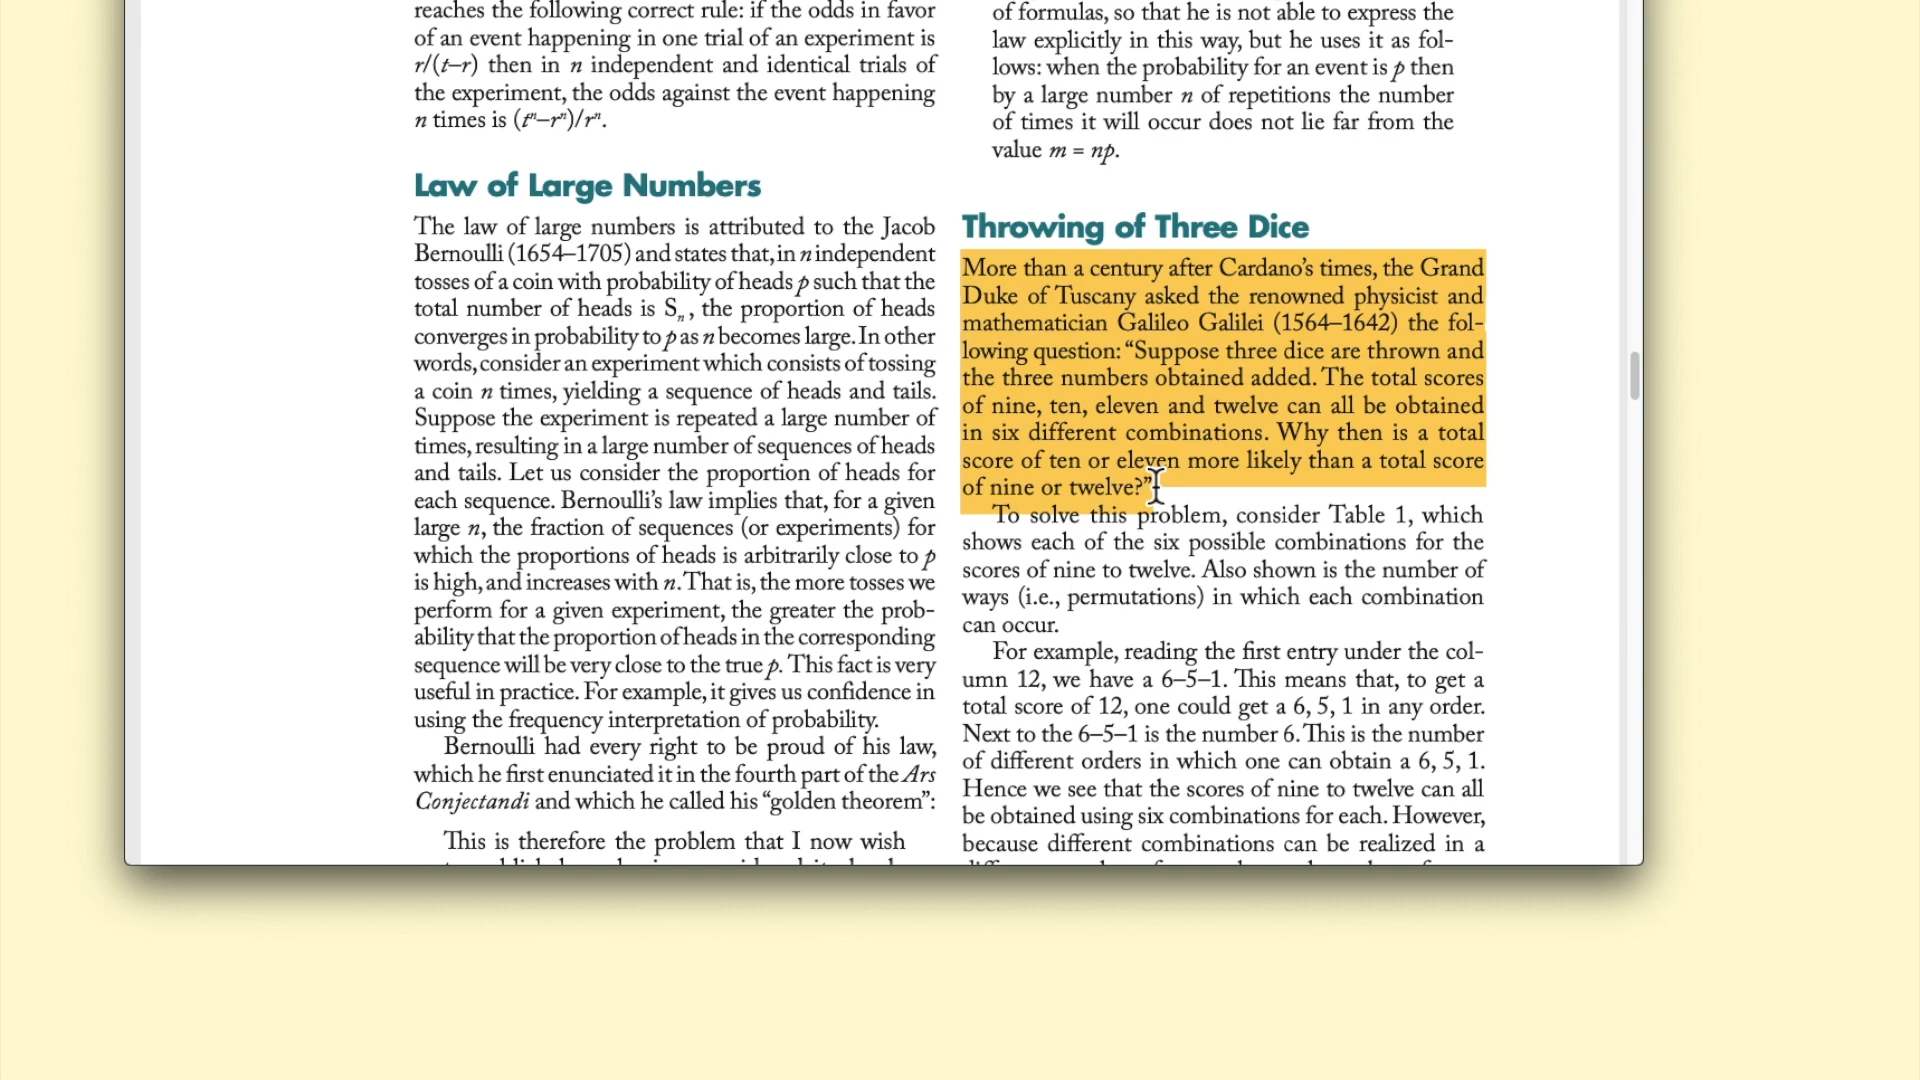 reaches the following correct rule: if the odds in favor
of an event happening in one trial of an experiment is
r/(t–r) then in n independent and identical trials of
the experiment, the odds against the event happening
n times is (tⁿ–rⁿ)/rⁿ.
Law of Large Numbers
The law of large numbers is attributed to the Jacob
Bernoulli (1654–1705) and states that, in n independent
tosses of a coin with probability of heads p such that the
total number of heads is Sₙ, the proportion of heads
converges in probability to p as n becomes large. In other
words, consider an experiment which consists of tossing
a coin n times, yielding a sequence of heads and tails.
Suppose the experiment is repeated a large number of
times, resulting in a large number of sequences of heads
and tails. Let us consider the proportion of heads for
each sequence. Bernoulli’s law implies that, for a given
large n, the fraction of sequences (or experiments) for
which the proportions of heads is arbitrarily close to p
is high, and increases with n. That is, the more tosses we
perform for a given experiment, the greater the prob-
ability that the proportion of heads in the corresponding
sequence will be very close to the true p. This fact is very
useful in practice. For example, it gives us confidence in
using the frequency interpretation of probability.
Bernoulli had every right to be proud of his law,
which he first enunciated it in the fourth part of the Ars
Conjectandi and which he called his “golden theorem”:
This is therefore the problem that I now wish
of formulas, so that he is not able to express the
law explicitly in this way, but he uses it as fol-
lows: when the probability for an event is p then
by a large number n of repetitions the number
of times it will occur does not lie far from the
value m = np.
Throwing of Three Dice
More than a century after Cardano’s times, the Grand
Duke of Tuscany asked the renowned physicist and
mathematician Galileo Galilei (1564–1642) the fol-
lowing question: “Suppose three dice are thrown and
the three numbers obtained added. The total scores
of nine, ten, eleven and twelve can all be obtained
in six different combinations. Why then is a total
score of ten or eleven more likely than a total score
of nine or twelve?”
To solve this problem, consider Table 1, which
shows each of the six possible combinations for the
scores of nine to twelve. Also shown is the number of
ways (i.e., permutations) in which each combination
can occur.
For example, reading the first entry under the col-
umn 12, we have a 6–5–1. This means that, to get a
total score of 12, one could get a 6, 5, 1 in any order.
Next to the 6–5–1 is the number 6. This is the number
of different orders in which one can obtain a 6, 5, 1.
Hence we see that the scores of nine to twelve can all
be obtained using six combinations for each. However,
because different combinations can be realized in a